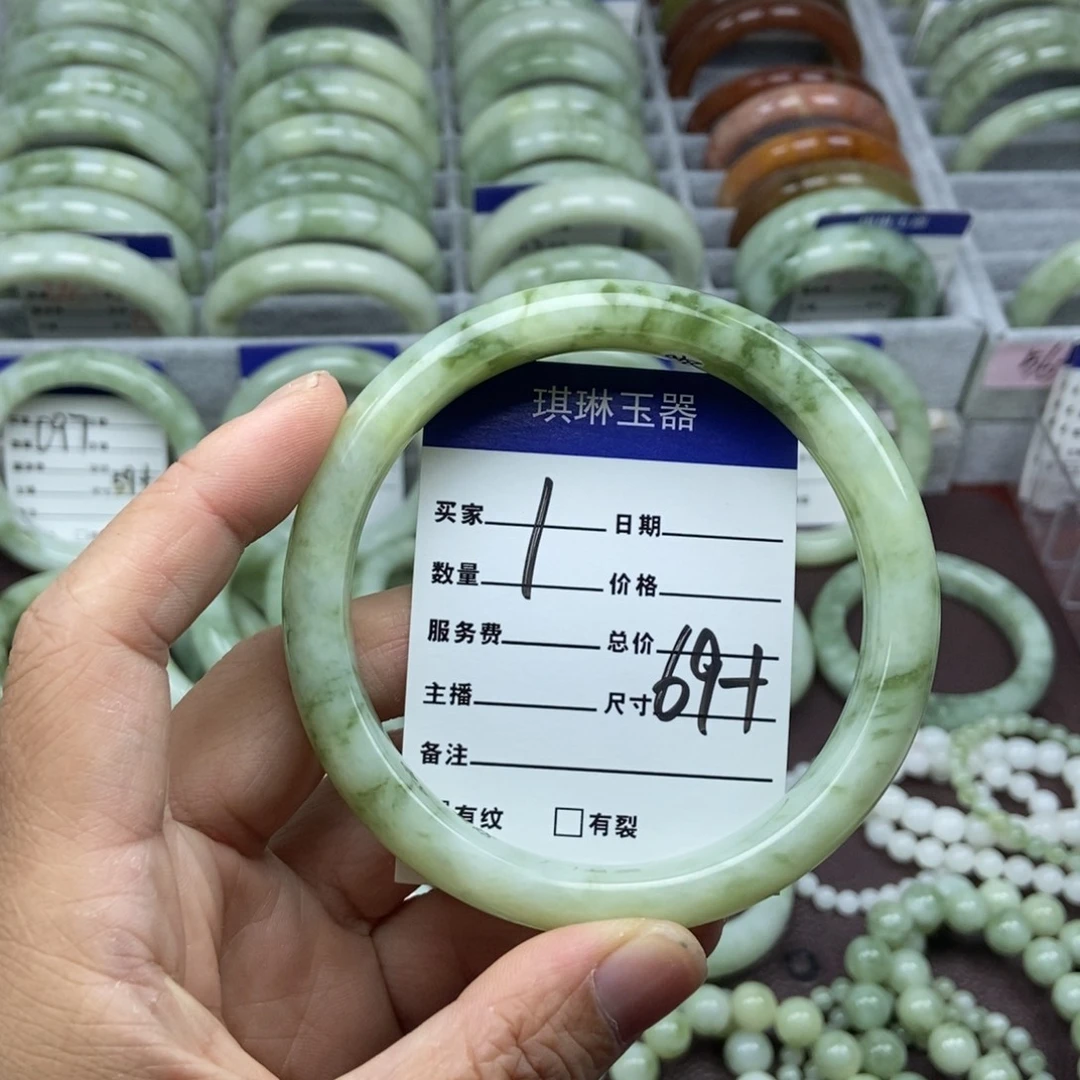 琪琳玉器
买家 日期
数量 1 价格
服务费 总价
主播 尺寸 69+
备注
有纹 □有裂
097